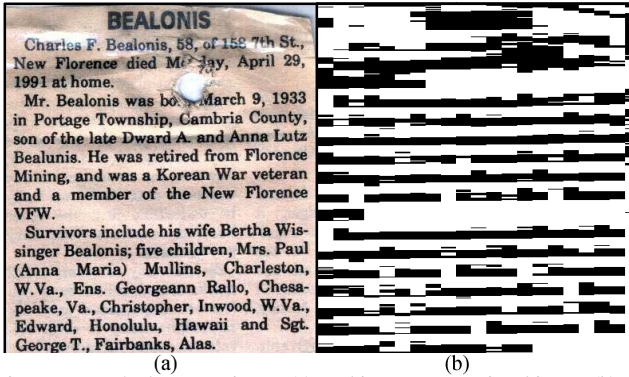 BEALONIS
Charles F. Bealonis, 58, of 158 7th St.,
New Florence died April 29,
1991 at home.
Mr. Bealonis was March 9, 1933
in Portage Township, Cambria County,
son of the late Dward A. and Anna Lutz
Bealunis. He was retired from Florence
Mining, and was a Korean War veteran
and a member of the New Florence
VFW.
Survivors include his wife Bertha Wis-
singer Bealonis; five children, Mrs. Paul
(Anna Maria) Mullins, Charleston,
W.Va., Ens. Georgeann Rallo, Chesa-
peake, Va., Christopher, Inwood, W.Va.,
Edward, Honolulu, Hawaii and Sgt.
George T., Fairbanks, Alas.
(a) (b)